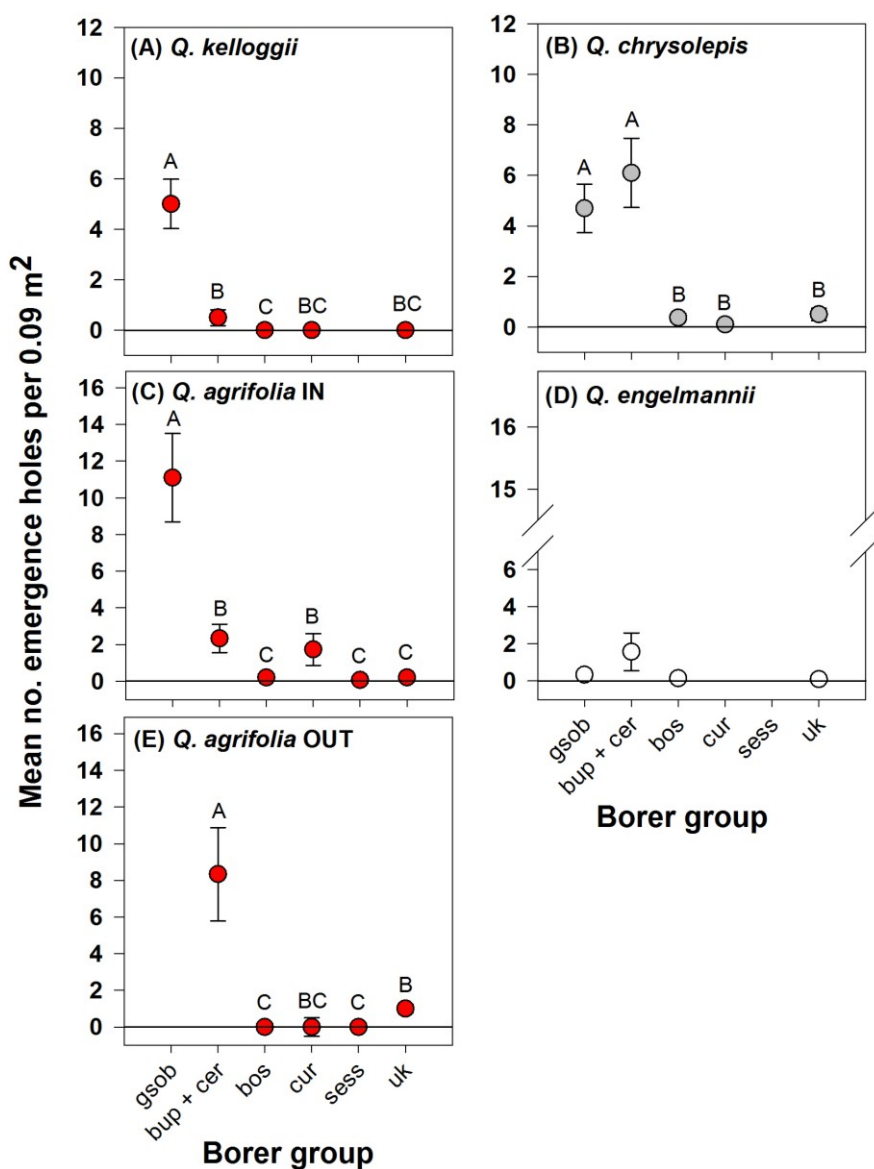 Mean no. emergence holes per 0.09 m²
(A) Q. kelloggii
12
10
8
6
4
2
0
A
B
C
BC
BC
(B) Q. chrysolepis
12
10
8
6
4
2
0
A
A
B
B
B
(C) Q. agrifolia IN
16
14
12
10
8
6
4
2
0
A
B
C
B
C
C
(D) Q. engelmannii
16
15
6
4
2
0
gsob
bup + cer
bos
cur
sess
uk
Borer group
(E) Q. agrifolia OUT
16
14
12
10
8
6
4
2
0
A
C
BC
C
B
gsob
bup + cer
bos
cur
sess
uk
Borer group